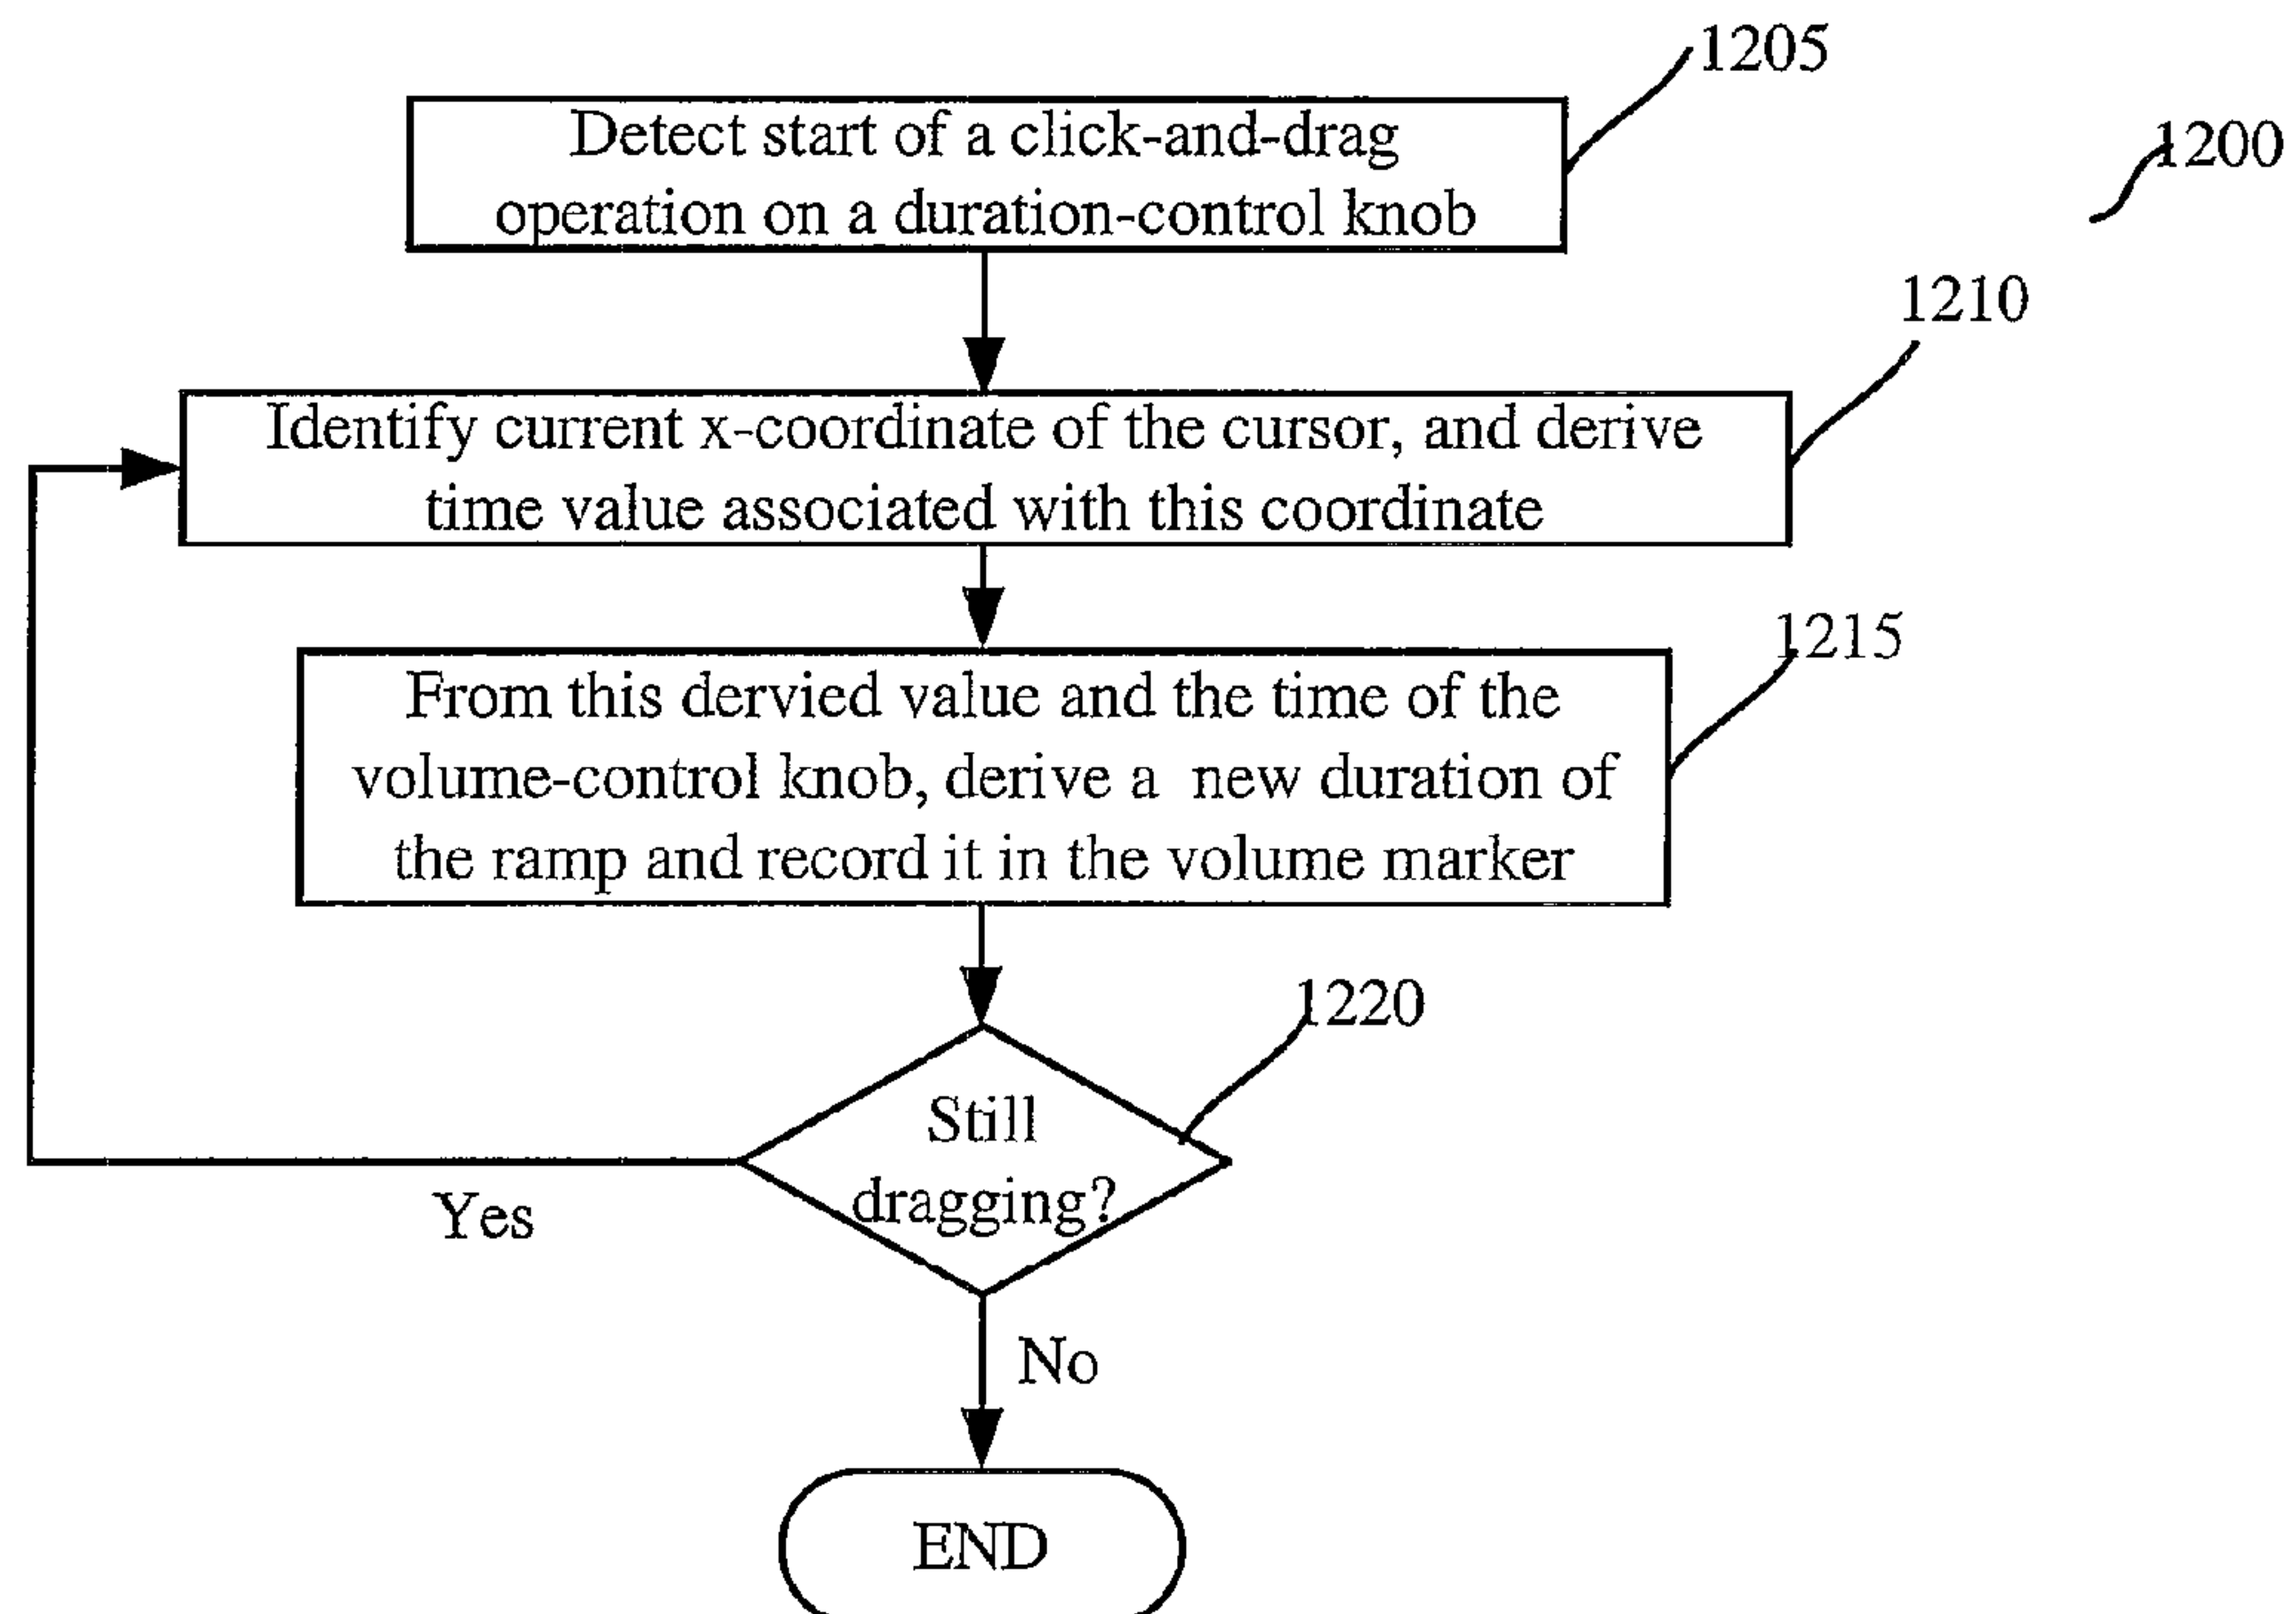 1205
1200
Detect start of a click-and-drag
operation on a duration-control knob
1210
Identify current x-coordinate of the cursor, and derive
time value associated with this coordinate
1215
From this dervied value and the time of the
volume-control knob, derive a new duration of
the ramp and record it in the volume marker
1220
Still
dragging?
Yes
No
END